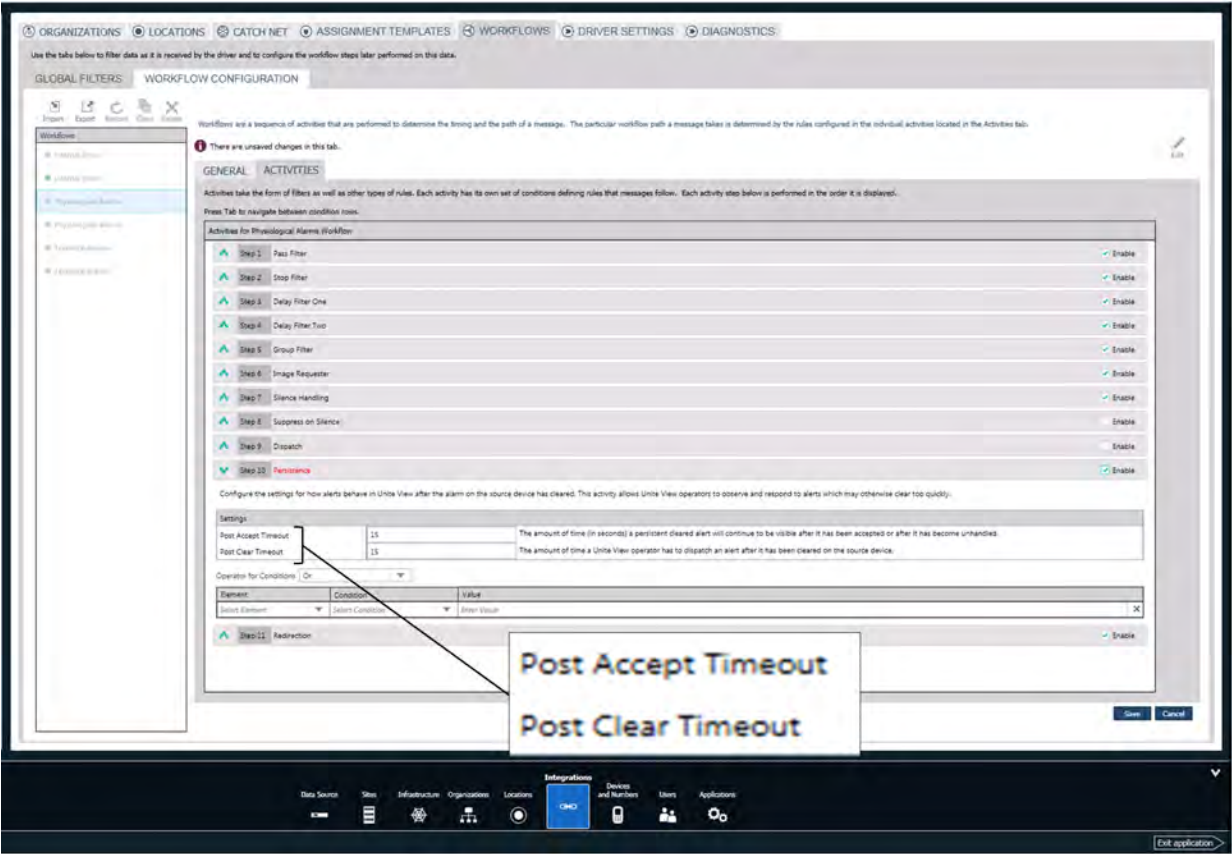 ORGANIZATIONS LOCATIONS CATCH NET ASSIGNMENT TEMPLATES WORKFLOWS DRIVER SETTINGS DIAGNOSTICS
Use the tabs below to filter data as it is received by the driver and to configure the workflow steps later performed on this data.
GLOBAL FILTERS WORKFLOW CONFIGURATION
Import Export Restore Clone Delete
Workflows are a sequence of activities that are performed to determine the timing and the path of a message. The particular workflow path a message takes is determined by the rules configured in the individual activities located in the Activities tab.
Workflows
There are unsaved changes in this tab.
Edit
GENERAL ACTIVITIES
Activities take the form of filters as well as other types of rules. Each activity has its own set of conditions defining rules that messages follow. Each activity step below is performed in the order it is displayed.
Press Tab to navigate between condition rows.
Activities for Physiological Alarms Workflow
Step 1 Pass Filter Enable
Step 2 Stop Filter Enable
Step 3 Delay Filter One Enable
Step 4 Delay Filter Two Enable
Step 5 Group Filter Enable
Step 6 Image Requester Enable
Step 7 Silence Handling Enable
Step 8 Suppress on Silence Enable
Step 9 Dispatch Enable
Step 10 Persistence Enable
Configure the settings for how alerts behave in Unite View after the alarm on the source device has cleared. This activity allows Unite View operators to observe and respond to alerts which may otherwise clear too quickly.
Settings
Post Accept Timeout 15 The amount of time (in seconds) a persistent cleared alert will continue to be visible after it has been accepted or after it has become unhandled.
Post Clear Timeout 15 The amount of time a Unite View operator has to dispatch an alert after it has been cleared on the source device.
Operator for Conditions Or
Element Condition Value
Select Element Select Condition Enter Value X
Step 11 Redirection Enable
Post Accept Timeout
Post Clear Timeout
Save Cancel
Data Source Sites Infrastructure Organizations Locations Integrations Devices and Numbers Users Applications
Exit application